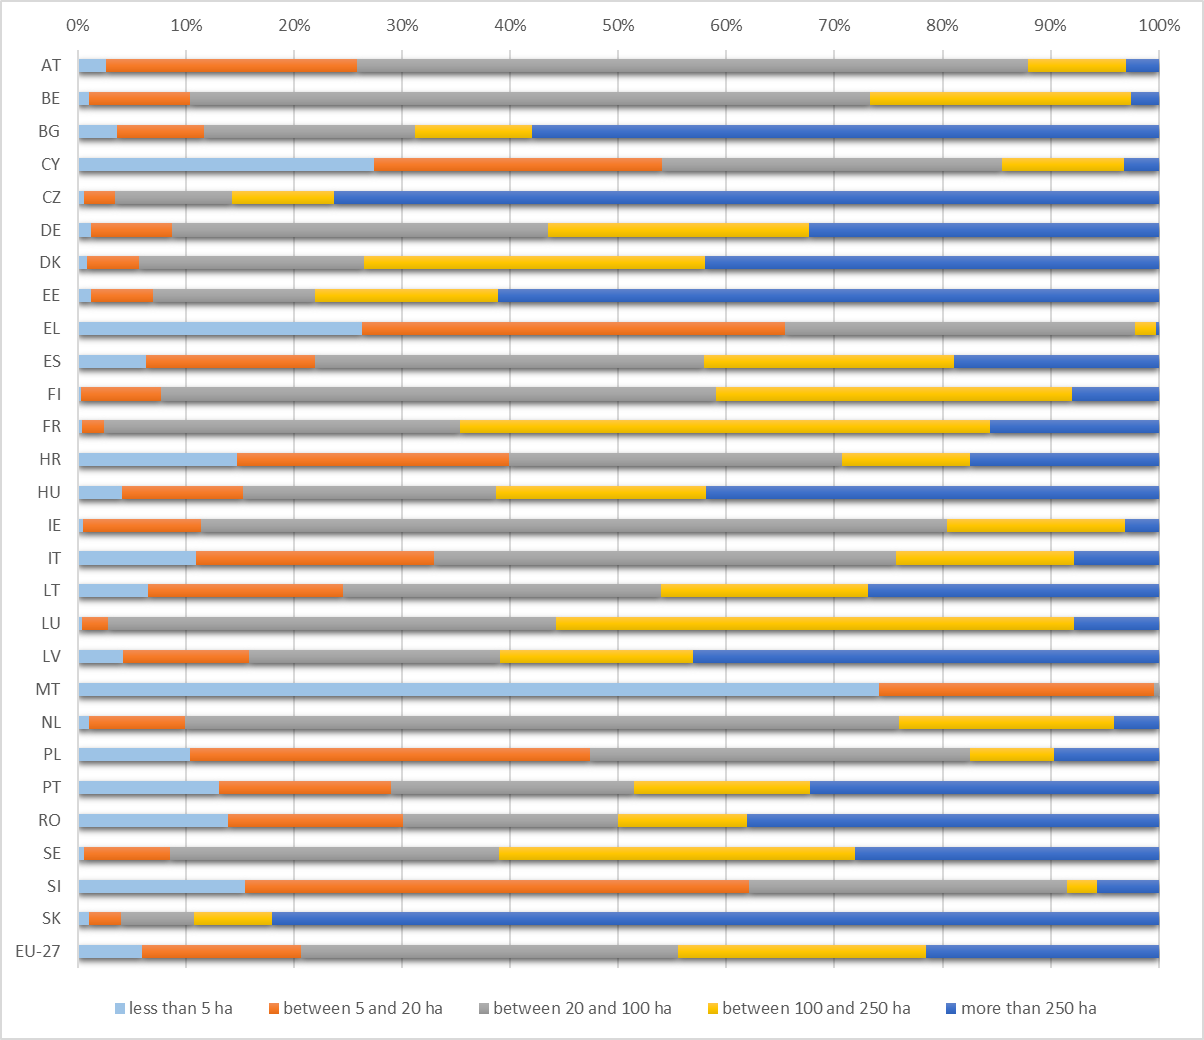 0% 10% 20% 30% 40% 50% 60% 70% 80% 90% 100%
AT
BE
BG
CY
CZ
DE
DK
EE
EL
ES
FI
FR
HR
HU
IE
IT
LT
LU
LV
MT
NL
PL
PT
RO
SE
SI
SK
EU-27
less than 5 ha between 5 and 20 ha between 20 and 100 ha between 100 and 250 ha more than 250 ha